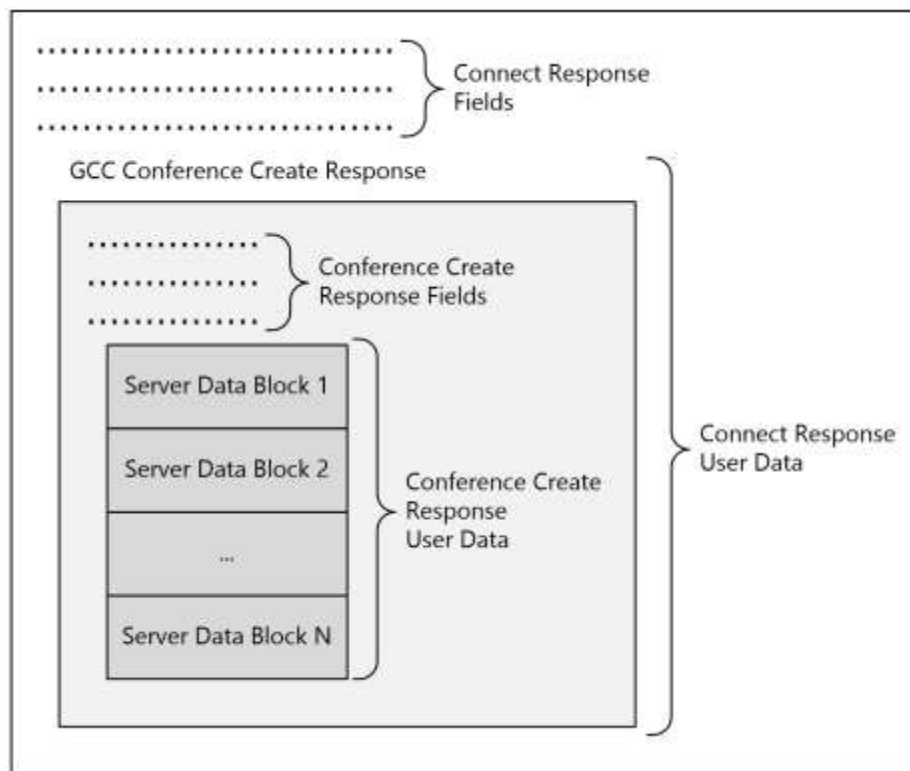 Connect Response
Fields
GCC Conference Create Response
Conference Create
Response Fields
Server Data Block 1
Server Data Block 2
...
Server Data Block N
Conference Create
Response
User Data
Connect Response
User Data